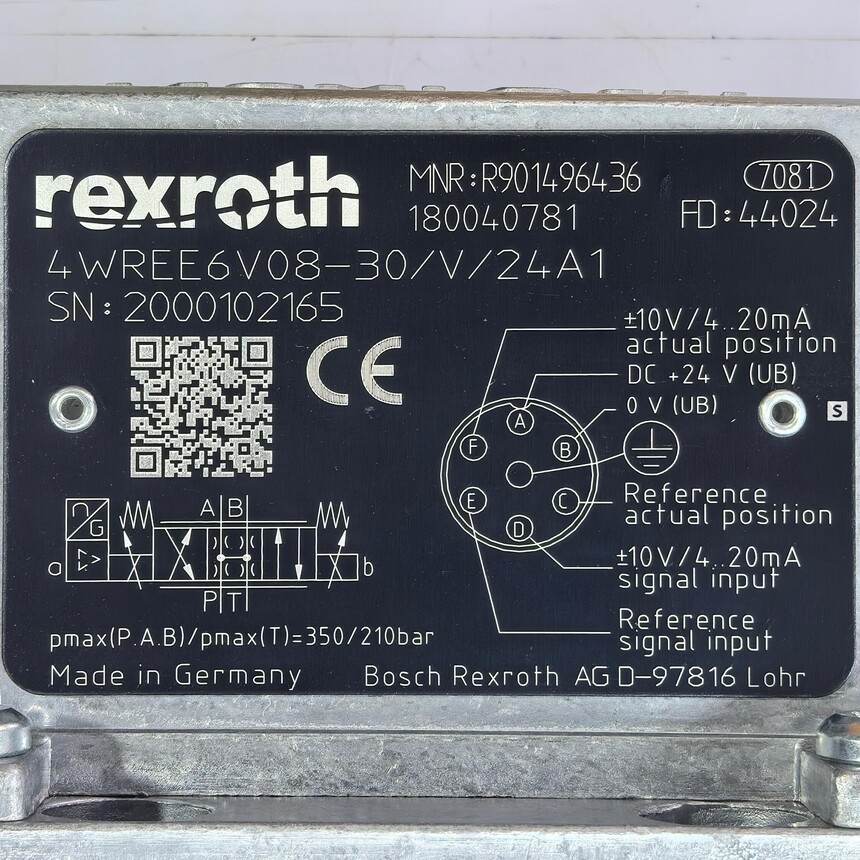 rexroth
MNR:R901496436
7081
180040781
FD:44024
4WREE6V08-30/V/24A1
SN:2000102165
CE
±10V/4..20mA
actual position
DC +24 V (UB)
0 V (UB)
A
F
B
E
C
D
S
Reference
actual position
±10V/4..20mA
signal input
Reference
signal input
G
A B
a
b
P T
pmax(P.A.B)/pmax(T)=350/210bar
Made in Germany
Bosch Rexroth AG D-97816 Lohr